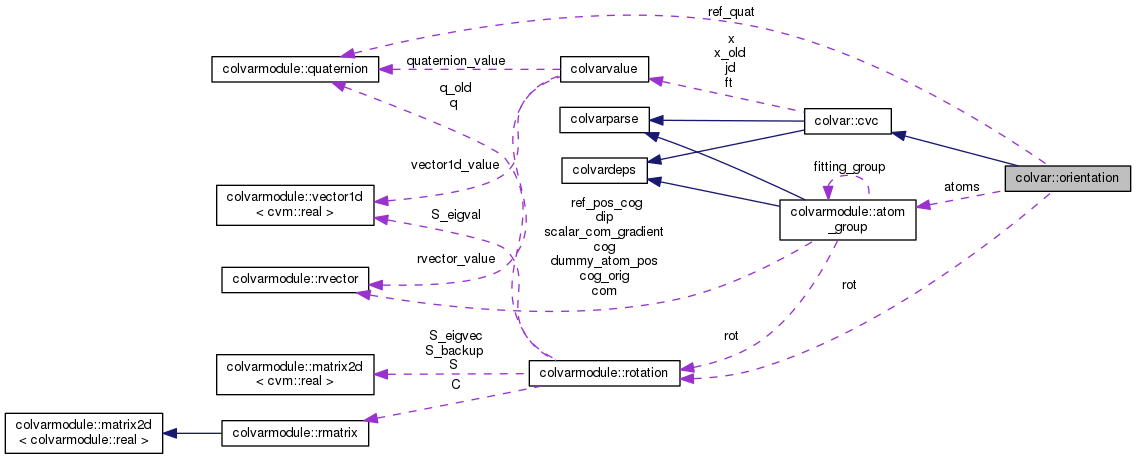 ref_quat
x
x_old
jd
ft
colvarmodule::quaternion
quaternion_value
colvarvalue
q_old
q
colvarparse
colvar::cvc
colvardeps
fitting_group
colvar::orientation
atoms
vector1d_value
colvarmodule::vector1d
< cvm::real >
S_eigval
colvarmodule::atom
_group
ref_pos_cog
dip
scalar_com_gradient
cog
dummy_atom_pos
cog_orig
com
rvector_value
colvarmodule::rvector
rot
rot
S_eigvec
S_backup
S
colvarmodule::matrix2d
< cvm::real >
colvarmodule::rotation
C
colvarmodule::matrix2d
< colvarmodule::real >
colvarmodule::rmatrix